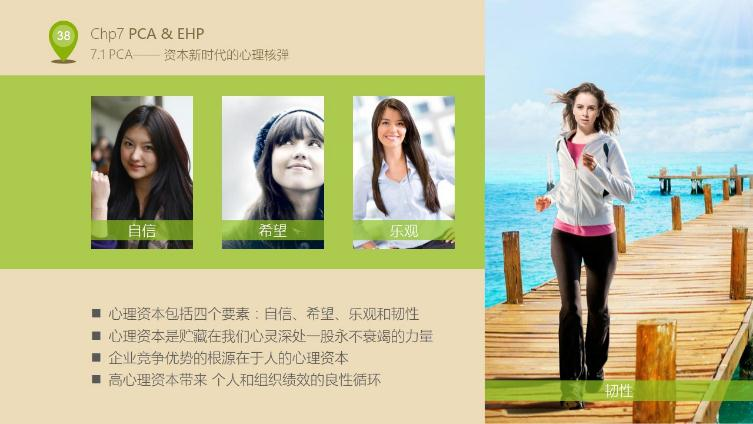 38
Chp7 PCA & EHP
7.1 PCA—— 资本新时代的心理核弹
自信
希望
乐观
■ 心理资本包括四个要素：自信、希望、乐观和韧性
■ 心理资本是贮藏在我们心灵深处一股永不衰竭的力量
■ 企业竞争优势的根源在于人的心理资本
■ 高心理资本带来 个人和组织绩效的良性循环
韧性